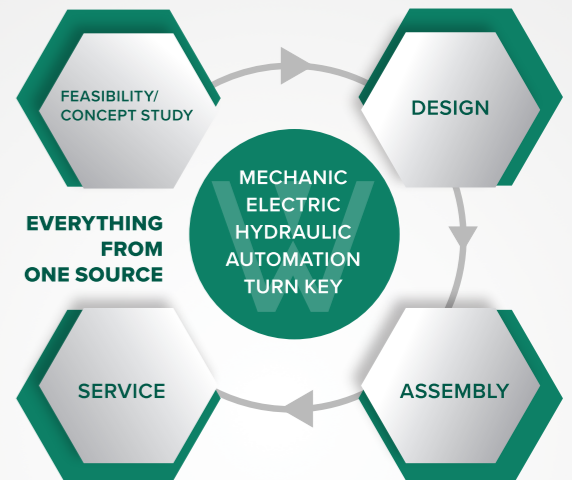 FEASIBILITY/
CONCEPT STUDY
DESIGN
MECHANIC
ELECTRIC
HYDRAULIC
AUTOMATION
TURN KEY
W
EVERYTHING
FROM
ONE SOURCE
SERVICE
ASSEMBLY